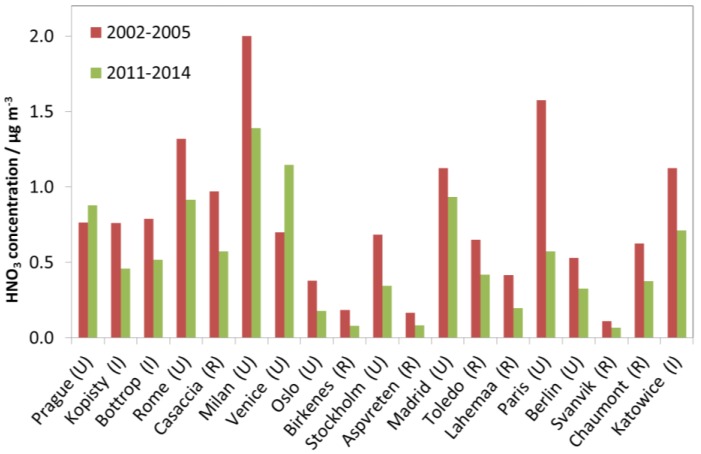 HNO3 concentration / µg m-3
2002-2005
2011-2014
2.0
1.5
1.0
0.5
0.0
Prague (U)
Kopisty (I)
Bottrop (I)
Rome (U)
Casaccia (R)
Milan (U)
Venice (U)
Oslo (U)
Birkenes (R)
Stockholm (U)
Aspvreten (R)
Madrid (U)
Toledo (R)
Lahemaa (R)
Paris (U)
Berlin (U)
Svanvik (R)
Chaumont (R)
Katowice (I)